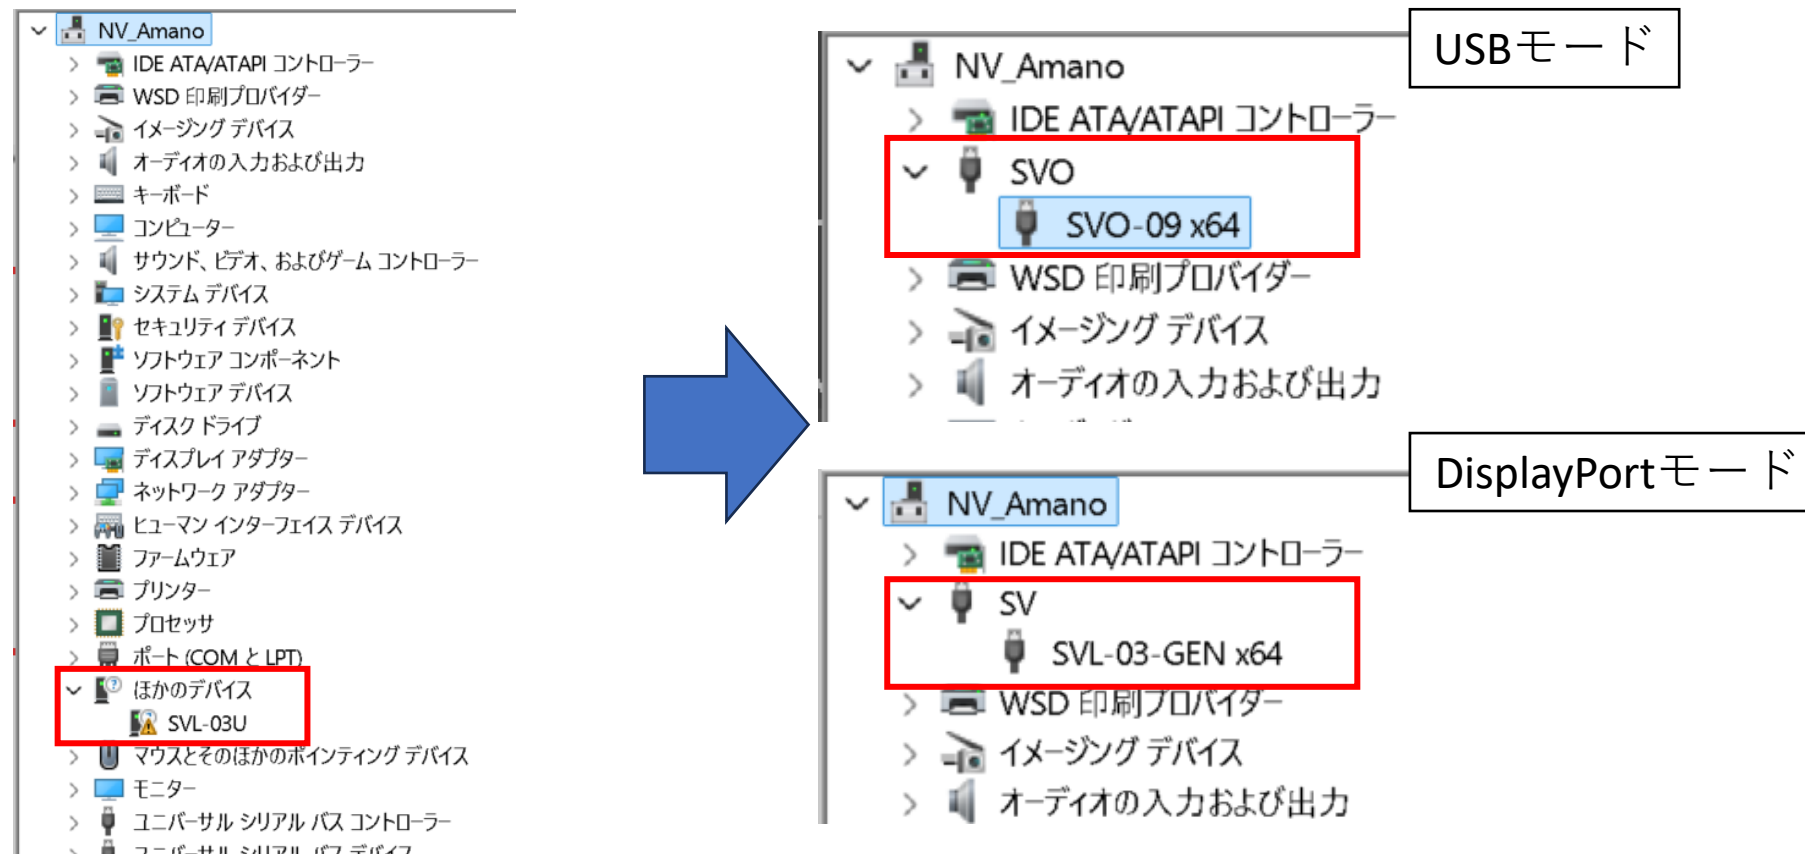 NV_Amano
IDE ATA/ATAPI コントローラー
WSD 印刷プロバイダー
イメージング デバイス
オーディオの入力および出力
キーボード
コンピューター
サウンド、ビデオ、およびゲーム コントローラー
システム デバイス
セキュリティ デバイス
ソフトウェア コンポーネント
ソフトウェア デバイス
ディスク ドライブ
ディスプレイ アダプター
ネットワーク アダプター
ヒューマン インターフェイス デバイス
ファームウェア
プリンター
プロセッサ
ポート (COM と LPT)
ほかのデバイス
SVL-03U
マウスとそのほかのポインティング デバイス
モニター
ユニバーサル シリアル バス コントローラー
ユニバーサル シリアル バス デバイス
USBモード
NV_Amano
IDE ATA/ATAPI コントローラー
SVO
SVO-09 x64
WSD 印刷プロバイダー
イメージング デバイス
オーディオの入力および出力
DisplayPortモード
NV_Amano
IDE ATA/ATAPI コントローラー
SV
SVL-03-GEN x64
WSD 印刷プロバイダー
イメージング デバイス
オーディオの入力および出力